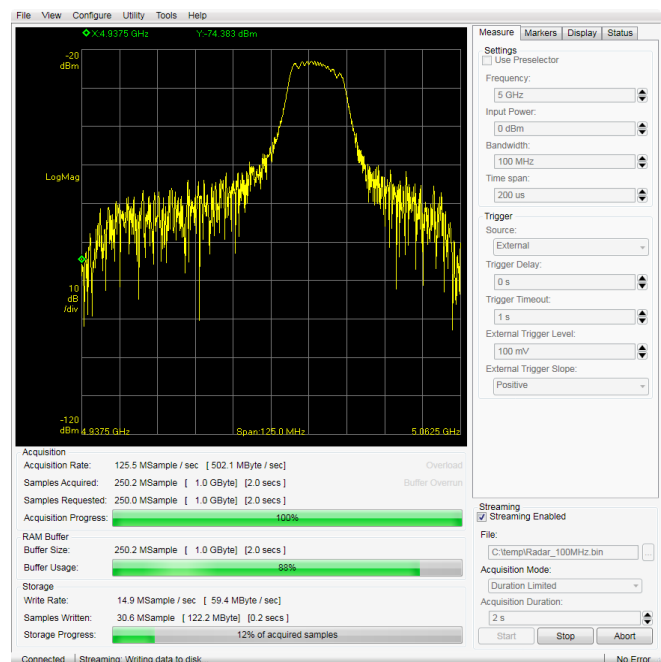 File View Configure Utility Tools Help
X:4.9375 GHz Y:-74.383 dBm
-20
dBm
LogMag
10
dB
/div
-120
dBm 4.9375 GHz Span:125.0 MHz 5.0625 GHz
Measure Markers Display Status
Settings
Use Preselector
Frequency:
5 GHz
Input Power:
0 dBm
Bandwidth:
100 MHz
Time span:
200 us
Trigger
Source:
External
Trigger Delay:
0 s
Trigger Timeout:
1 s
External Trigger Level:
100 mV
External Trigger Slope:
Positive
Acquisition
Acquisition Rate: 125.5 MSample / sec [ 502.1 MByte / sec] Overload
Samples Acquired: 250.2 MSample [ 1.0 GByte] [2.0 secs ] Buffer Overrun
Samples Requested: 250.0 MSample [ 1.0 GByte] [2.0 secs ]
Acquisition Progress: 100%
RAM Buffer
Buffer Size: 250.2 MSample [ 1.0 GByte] [2.0 secs ]
Buffer Usage: 88%
Storage
Write Rate: 14.9 MSample / sec [ 59.4 MByte / sec]
Samples Written: 30.6 MSample [ 122.2 MByte] [0.2 secs ]
Storage Progress: 12% of acquired samples
Streaming
Streaming Enabled
File:
C:\temp\Radar_100MHz.bin ...
Acquisition Mode:
Duration Limited
Acquisition Duration:
2 s
Start Stop Abort
Connected Streaming: Writing data to disk No Error